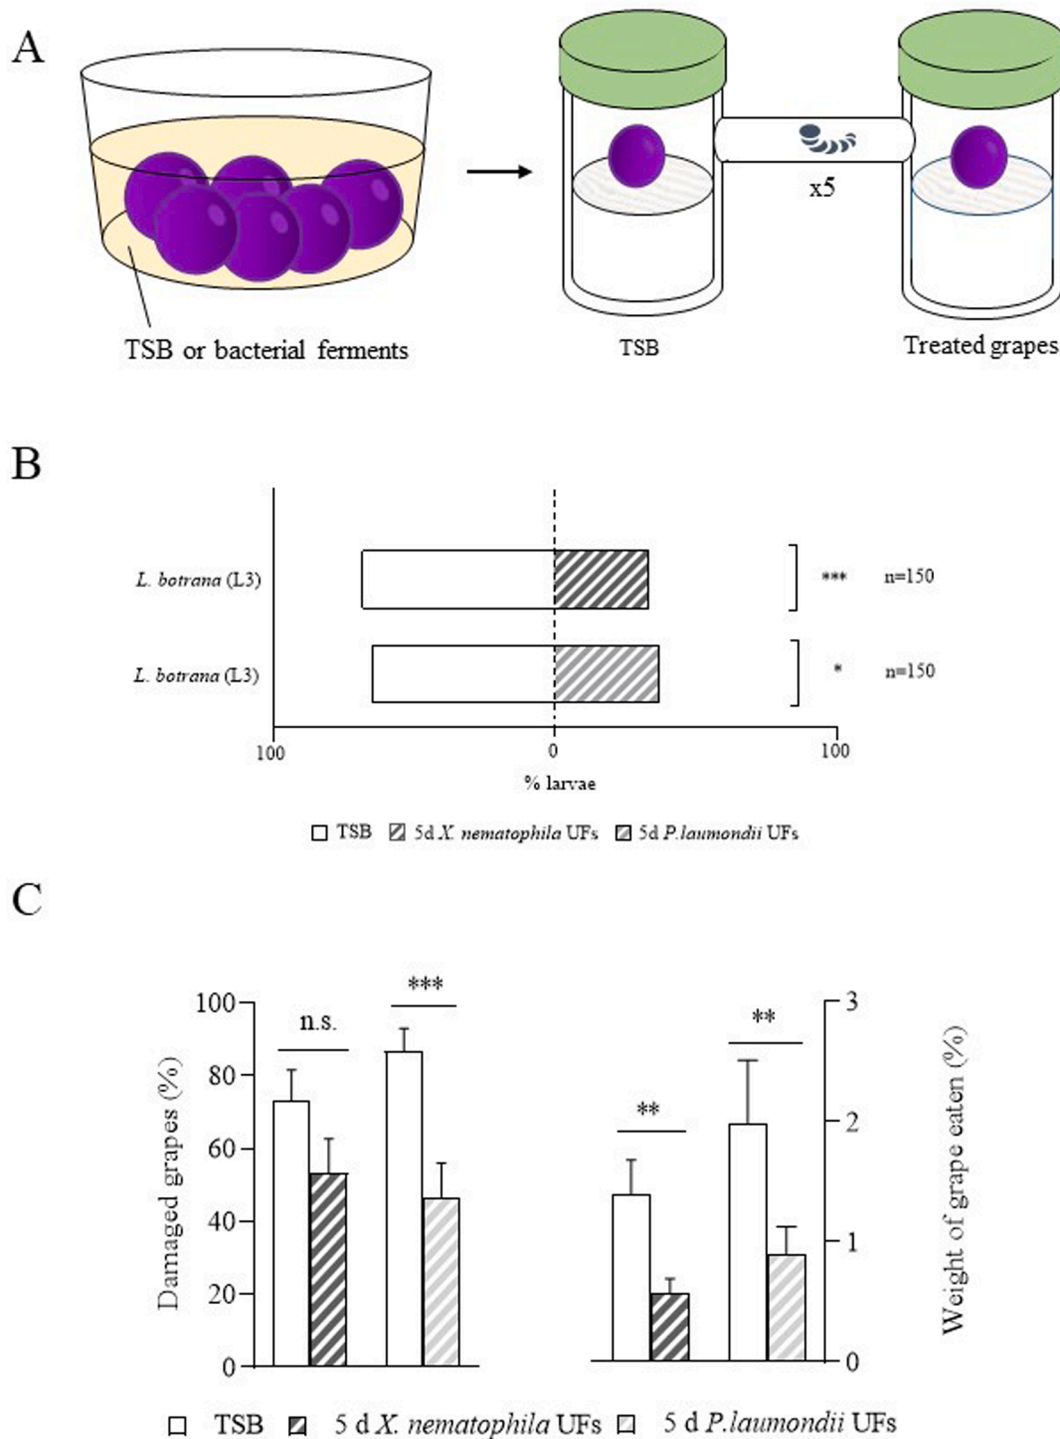 A
x5
TSB or bacterial ferments
TSB
Treated grapes
B
L. botrana (L3)
*** n=150
L. botrana (L3)
* n=150
100 0 100
% larvae
TSB 5d X. nematophila UFs 5d P.laumondii UFs
C
Damaged grapes (%)
100
80
60
40
20
0
n.s.
***
**
**
3
2
1
0
Weight of grape eaten (%)
TSB 5 d X. nematophila UFs 5 d P.laumondii UFs